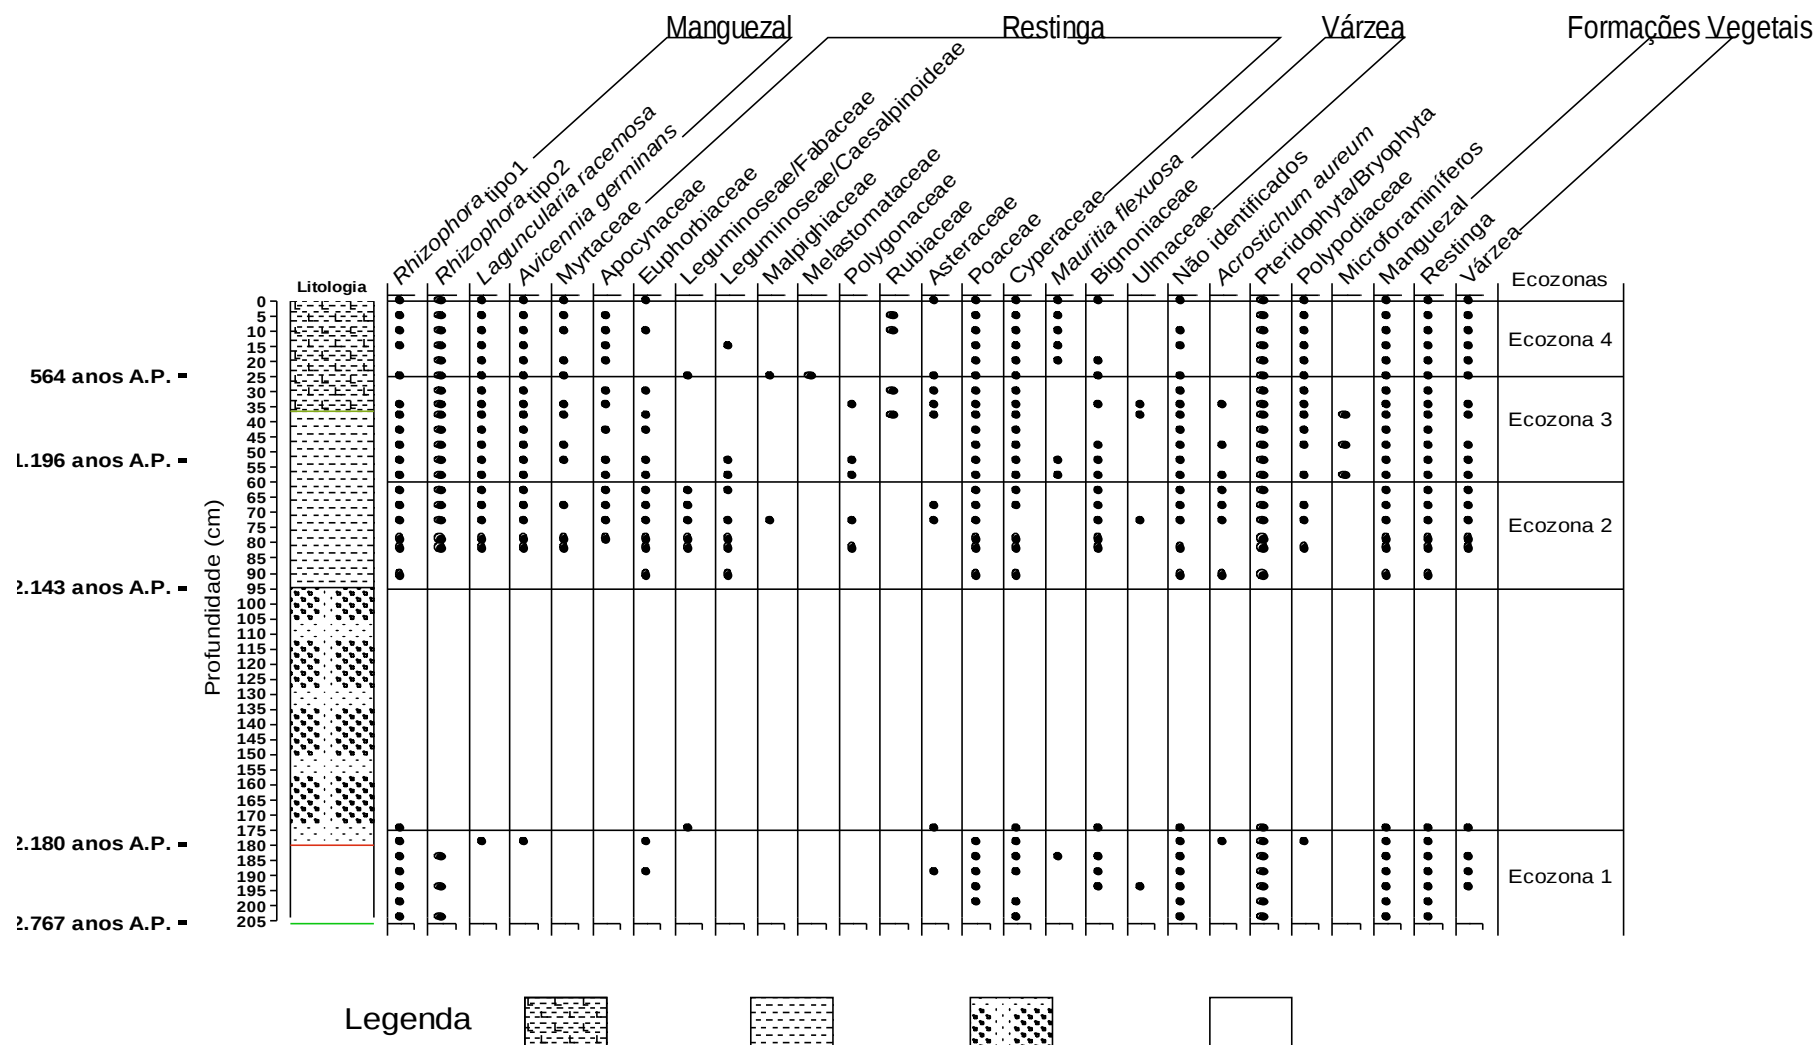 Manguezal Restinga Várzea Formações Vegetais
Rhizophora tipo1
Rhizophora tipo2
Laguncularia racemosa
Avicennia germinans
Myrtaceae
Apocynaceae
Euphorbiaceae
Leguminoseae/Fabaceae
Leguminoseae/Caesalpinoideae
Malpighiaceae
Melastomataceae
Polygonaceae
Rubiaceae
Asteraceae
Poaceae
Cyperaceae
Mauritia flexuosa
Bignoniaceae
Ulmaceae
Não identificados
Acrostichum aureum
Pteridophyta/Bryophyta
Polypodiaceae
Microforaminíferos
Manguezal
Restinga
Várzea
Ecozonas
Litologia
0
5
10
15
20
25
30
35
40
45
50
55
60
65
70
75
80
85
90
95
100
105
110
115
120
125
130
135
140
145
150
155
160
165
170
175
180
185
190
195
200
205
Profundidade (cm)
564 anos A.P.
1.196 anos A.P.
2.143 anos A.P.
2.180 anos A.P.
2.767 anos A.P.
Ecozona 4
Ecozona 3
Ecozona 2
Ecozona 1
Legenda